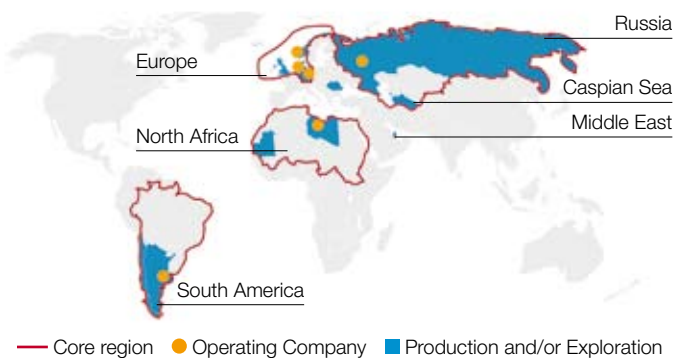 Russia
Europe
Caspian Sea
Middle East
North Africa
South America
Core region
Operating Company
Production and/or Exploration